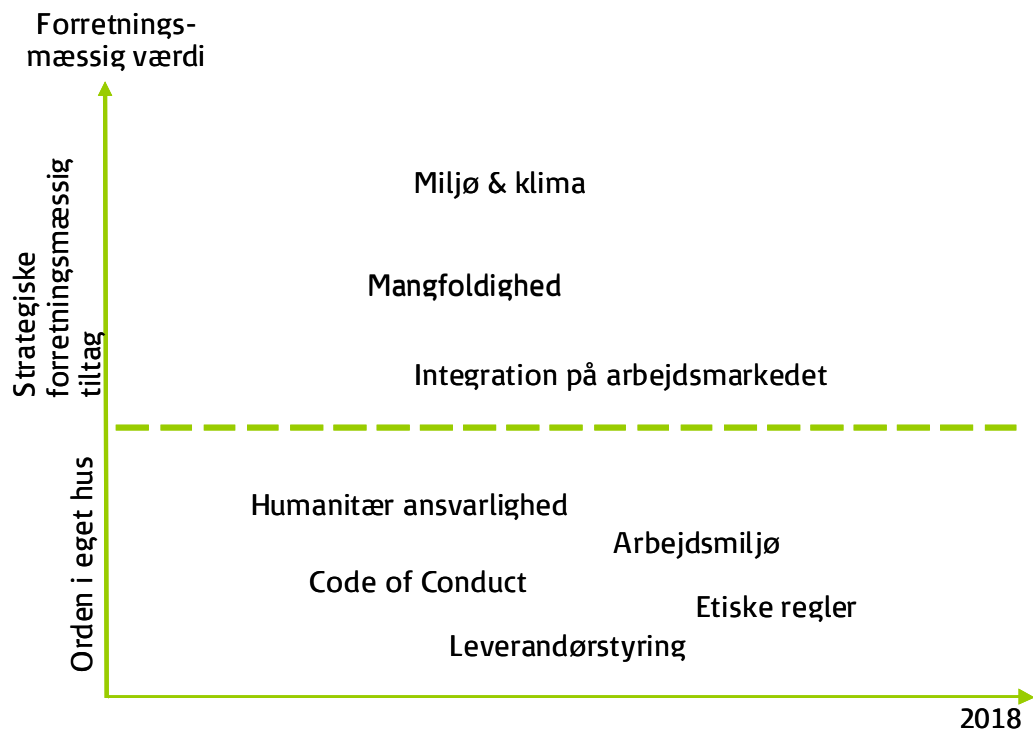 Forretnings-
mæssig værdi
Strategiske
forretningsmæssig
tiltag
Miljø & klima
Mangfoldighed
Integration på arbejdsmarkedet
Orden i eget hus
Humanitær ansvarlighed
Arbejdsmiljø
Code of Conduct
Etiske regler
Leverandørstyring
2018